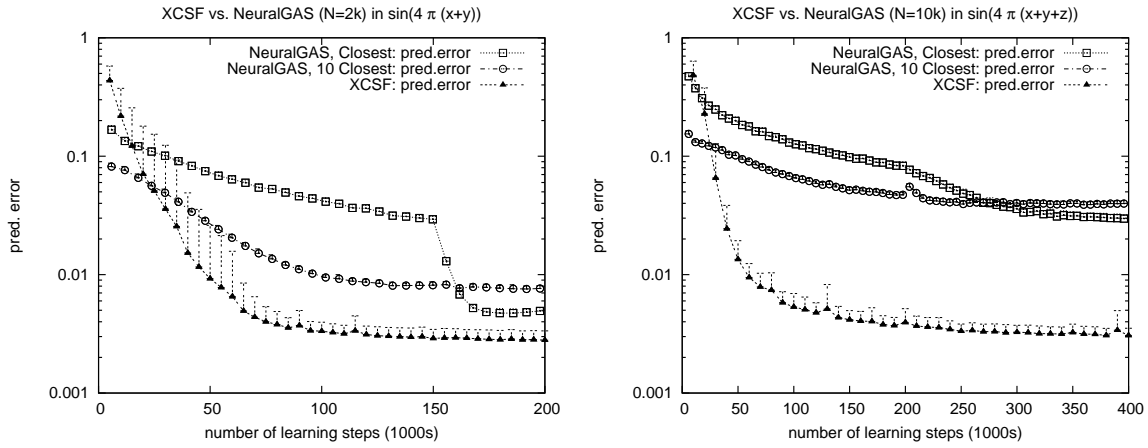 XCSF vs. NeuralGAS (N=2k) in sin(4 π (x+y))
NeuralGAS, Closest: pred.error
NeuralGAS, 10 Closest: pred.error
XCSF: pred.error
1
0.1
0.01
0.001
pred. error
0 50 100 150 200
number of learning steps (1000s)
XCSF vs. NeuralGAS (N=10k) in sin(4 π (x+y+z))
NeuralGAS, Closest: pred.error
NeuralGAS, 10 Closest: pred.error
XCSF: pred.error
1
0.1
0.01
0.001
pred. error
0 50 100 150 200 250 300 350 400
number of learning steps (1000s)